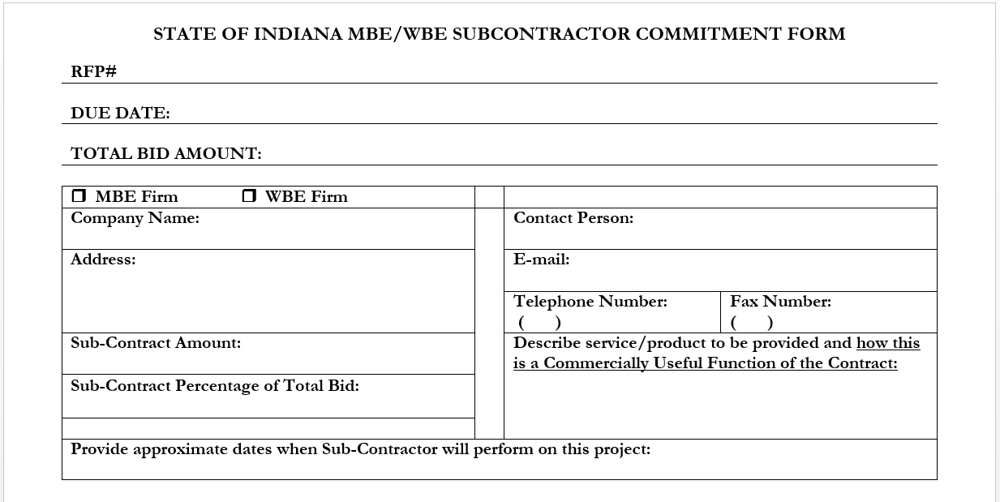 STATE OF INDIANA MBE/WBE SUBCONTRACTOR COMMITMENT FORM
RFP#
DUE DATE:
TOTAL BID AMOUNT:
❒ MBE Firm ❒ WBE Firm
Company Name:
Contact Person:
Address:
E-mail:
Telephone Number:
( )
Fax Number:
( )
Sub-Contract Amount:
Describe service/product to be provided and how this
is a Commercially Useful Function of the Contract:
Sub-Contract Percentage of Total Bid:
Provide approximate dates when Sub-Contractor will perform on this project: